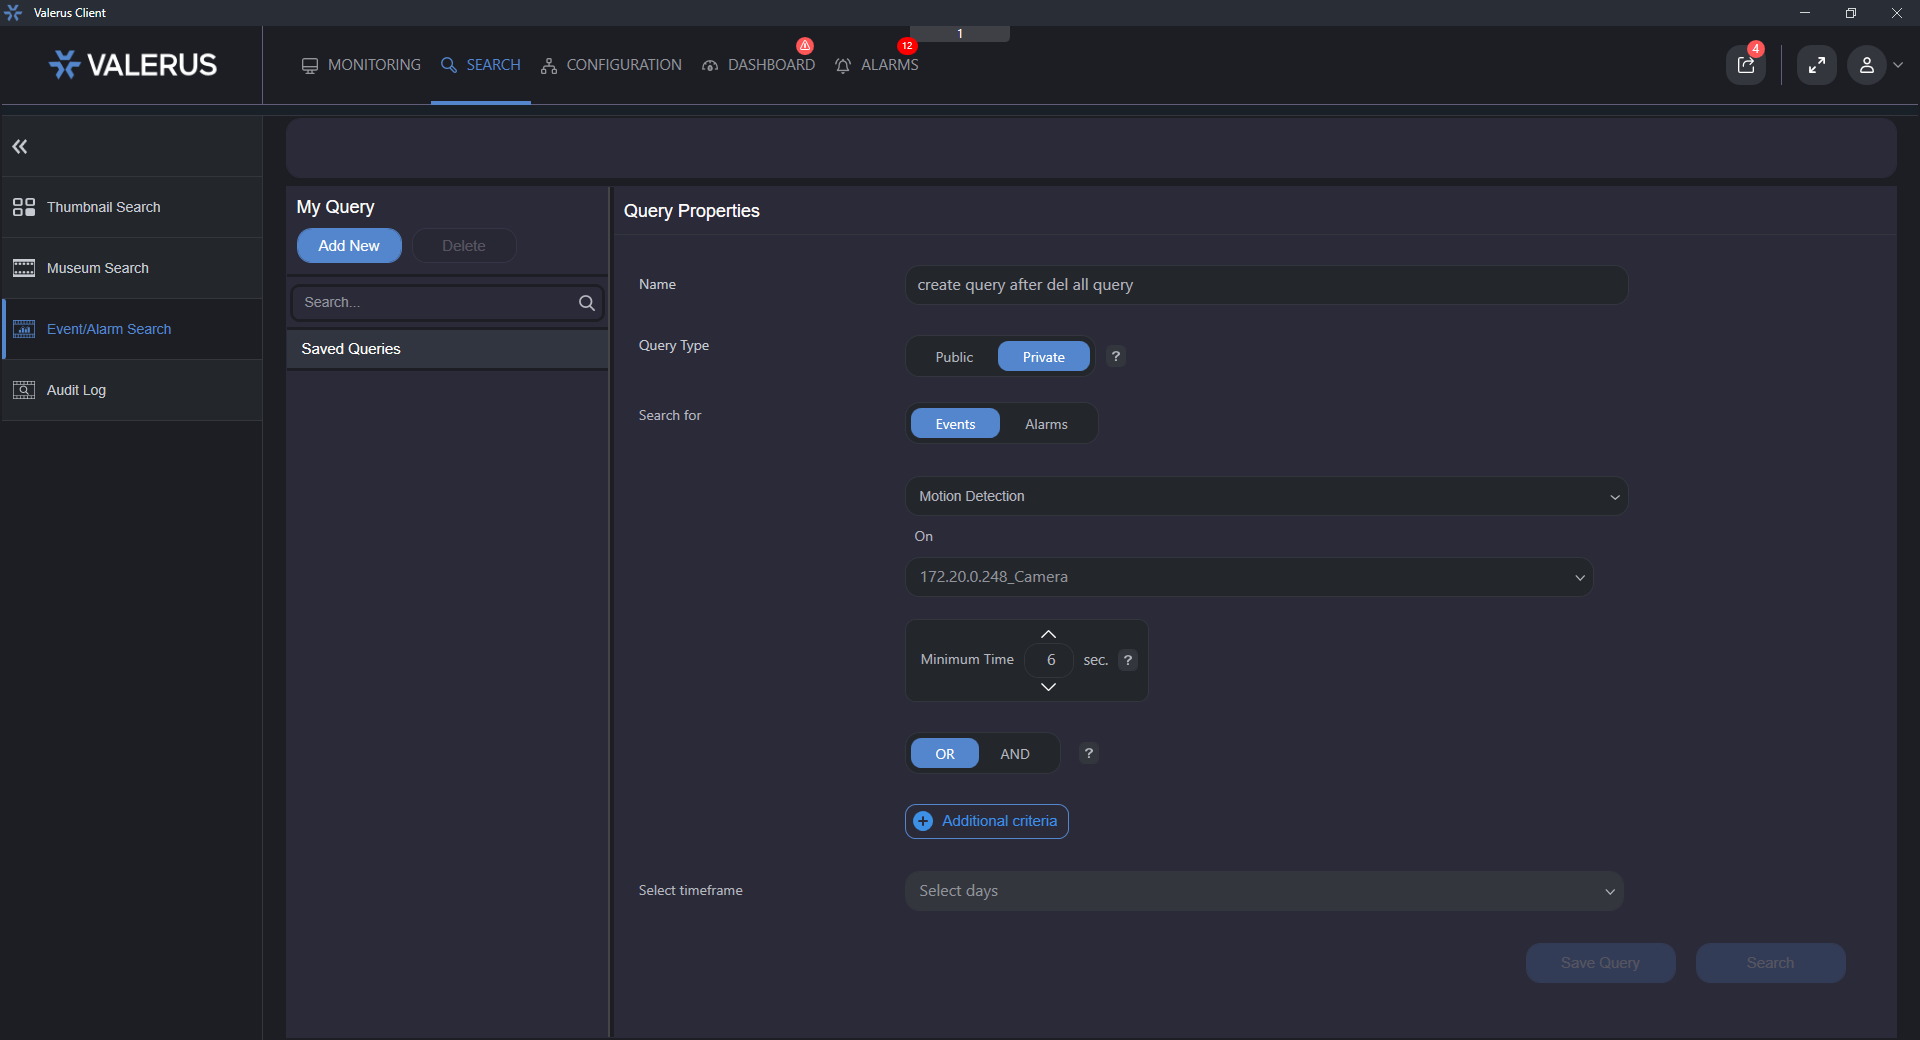 Valerus Client
1
VALERUS
MONITORING
SEARCH
CONFIGURATION
DASHBOARD
12
ALARMS
4
Thumbnail Search
Museum Search
Event/Alarm Search
Audit Log
My Query
Add New
Delete
Search...
Saved Queries
Query Properties
Name
create query after del all query
Query Type
Public
Private
?
Search for
Events
Alarms
Motion Detection
On
172.20.0.248_Camera
Minimum Time
6
sec.
?
OR
AND
?
Additional criteria
Select timeframe
Select days
Save Query
Search